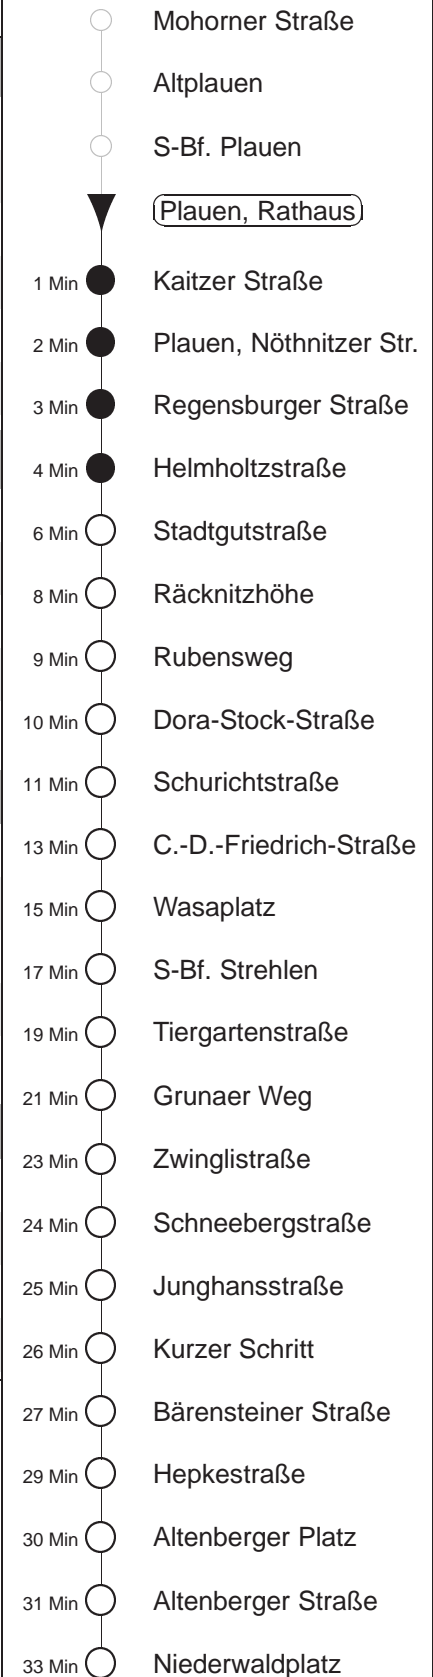 Mohorner Straße
Altplauen
S-Bf. Plauen
Plauen, Rathaus
1 Min Kaitzer Straße
2 Min Plauen, Nöthnitzer Str.
3 Min Regensburger Straße
4 Min Helmholtzstraße
6 Min Stadtgutstraße
8 Min Räcknitzhöhe
9 Min Rubensweg
10 Min Dora-Stock-Straße
11 Min Schurichtstraße
13 Min C.-D.-Friedrich-Straße
15 Min Wasaplatz
17 Min S-Bf. Strehlen
19 Min Tiergartenstraße
21 Min Grunaer Weg
23 Min Zwinglistraße
24 Min Schneebergstraße
25 Min Junghansstraße
26 Min Kurzer Schritt
27 Min Bärensteiner Straße
29 Min Hepkestraße
30 Min Altenberger Platz
31 Min Altenberger Straße
33 Min Niederwaldplatz